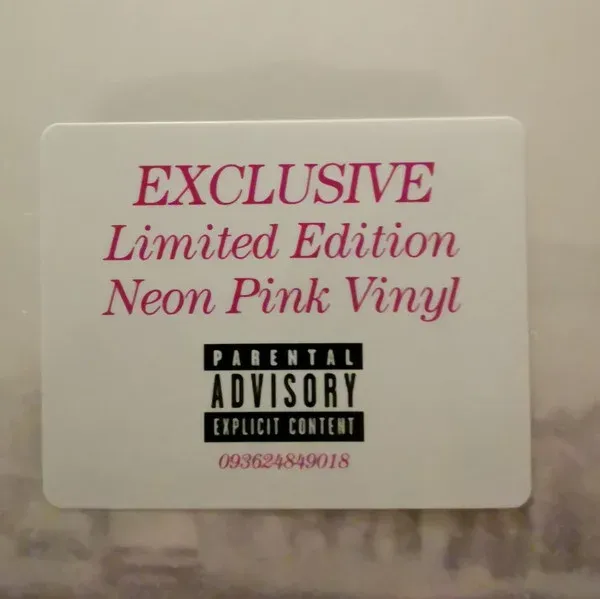 EXCLUSIVE
Limited Edition
Neon Pink Vinyl
PARENTAL
ADVISORY
EXPLICIT CONTENT
093624849018